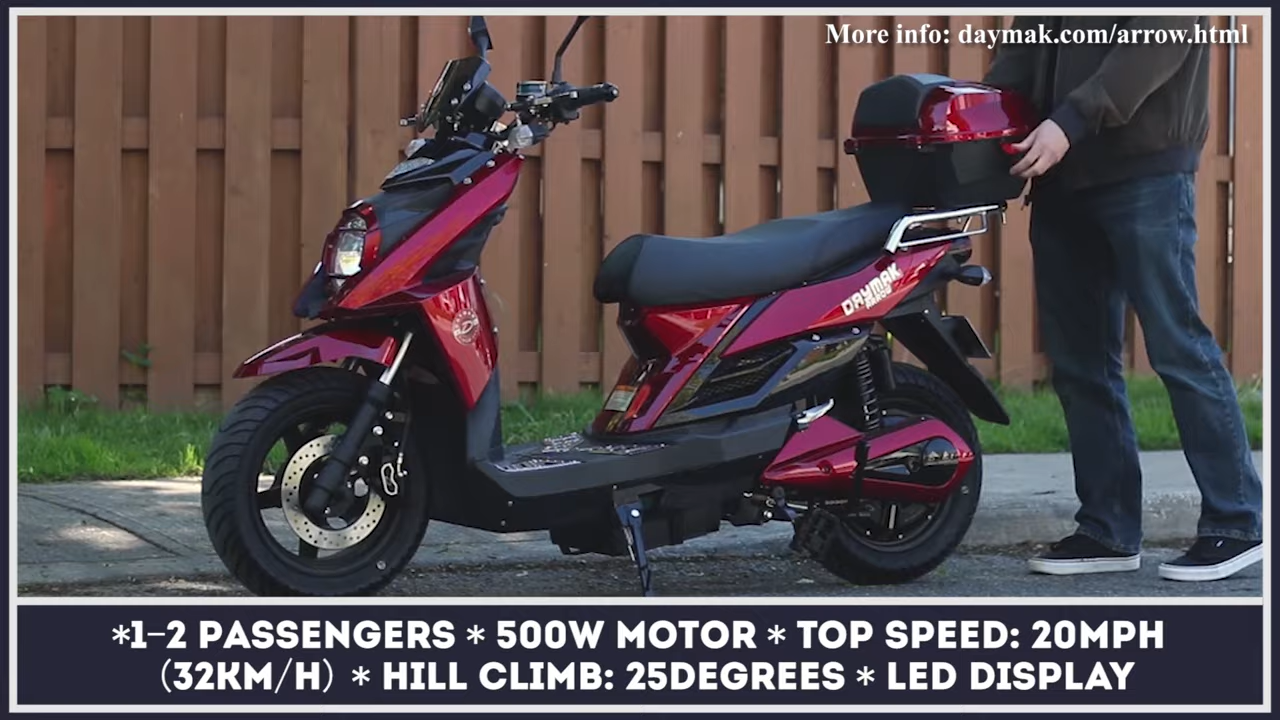 More info: daymak.com/arrow.html
DAYMAK
ARROW
*1-2 PASSENGERS * 500W MOTOR * TOP SPEED: 20MPH
(32KM/H) * HILL CLIMB: 25DEGREES * LED DISPLAY